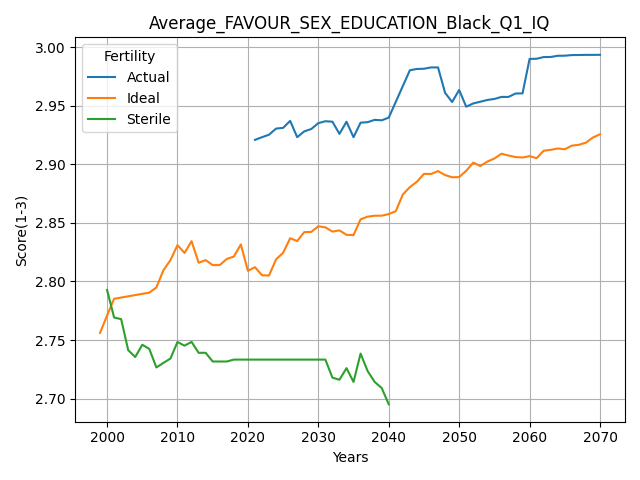 Average_FAVOUR_SEX_EDUCATION_Black_Q1_IQ
Score(1-3)
3.00
2.95
2.90
2.85
2.80
2.75
2.70
Fertility
Actual
Ideal
Sterile
2000 2010 2020 2030 2040 2050 2060 2070
Years